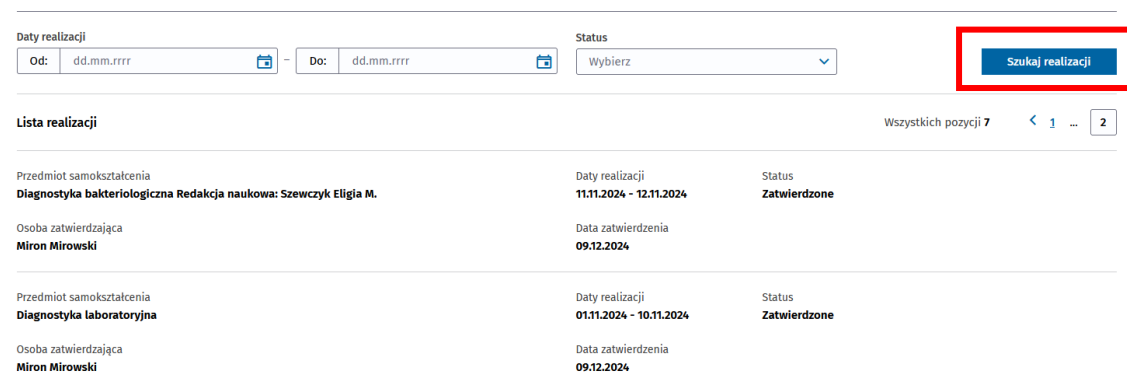 Daty realizacji Status
Od: dd.mm.rrrr – Do: dd.mm.rrrr Wybierz Szukaj realizacji
Lista realizacji Wszystkich pozycji 7 < 1 ... 2
Przedmiot samokształcenia Daty realizacji Status
Diagnostyka bakteriologiczna Redakcja naukowa: Szewczyk Eligia M. 11.11.2024 - 12.11.2024 Zatwierdzone
Osoba zatwierdzająca Data zatwierdzenia
Miron Mirowski 09.12.2024
Przedmiot samokształcenia Daty realizacji Status
Diagnostyka laboratoryjna 01.11.2024 - 10.11.2024 Zatwierdzone
Osoba zatwierdzająca Data zatwierdzenia
Miron Mirowski 09.12.2024